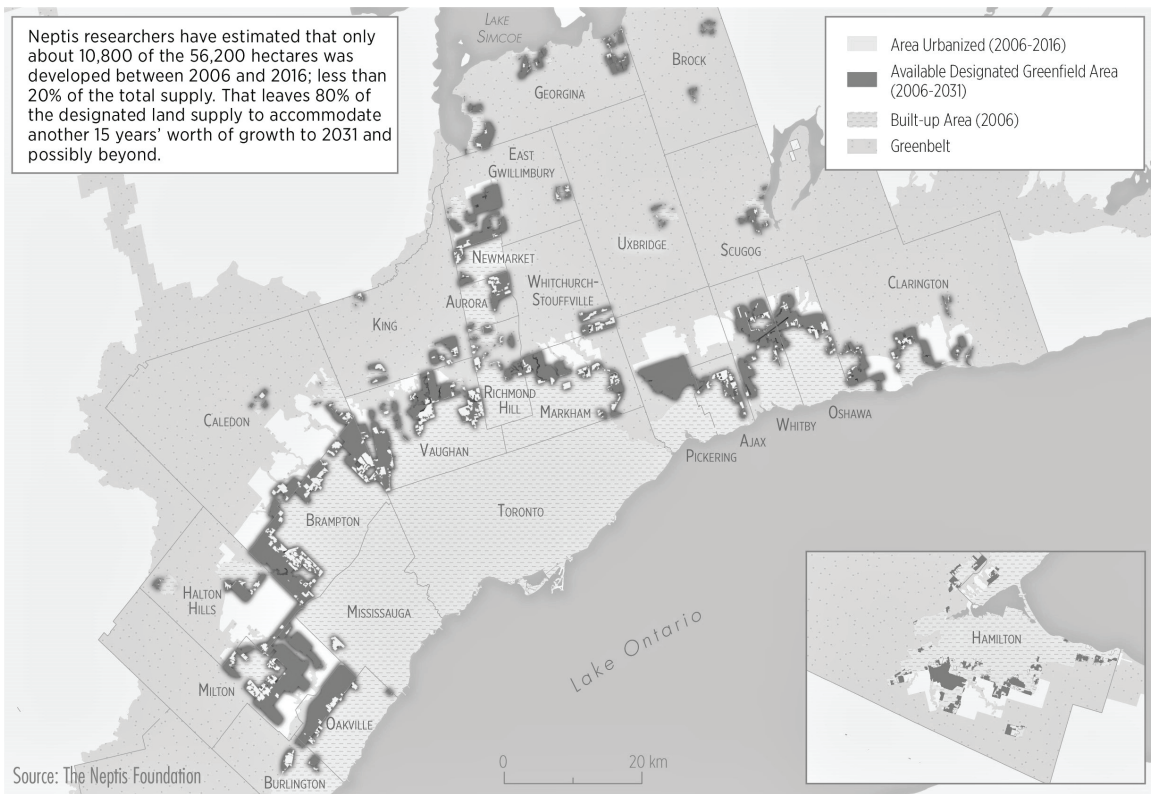 Neptis researchers have estimated that only
about 10,800 of the 56,200 hectares was
developed between 2006 and 2016; less than
20% of the total supply. That leaves 80% of
the designated land supply to accommodate
another 15 years’ worth of growth to 2031 and
possibly beyond.
LAKE
SIMCOE
Area Urbanized (2006-2016)
Available Designated Greenfield Area
(2006-2031)
Built-up Area (2006)
Greenbelt
BROCK
GEORGINA
EAST
GWILLIMBURY
UXBRIDGE
SCUGOG
NEWMARKET
WHITCHURCH-
STOUFFVILLE
CLARINGTON
AURORA
KING
RICHMOND
HILL
MARKHAM
CALEDON
VAUGHAN
OSHAWA
WHITBY
AJAX
PICKERING
BRAMPTON
TORONTO
HALTON
HILLS
MISSISSAUGA
Lake Ontario
HAMILTON
MILTON
OAKVILLE
BURLINGTON
0 20 km
Source: The Neptis Foundation